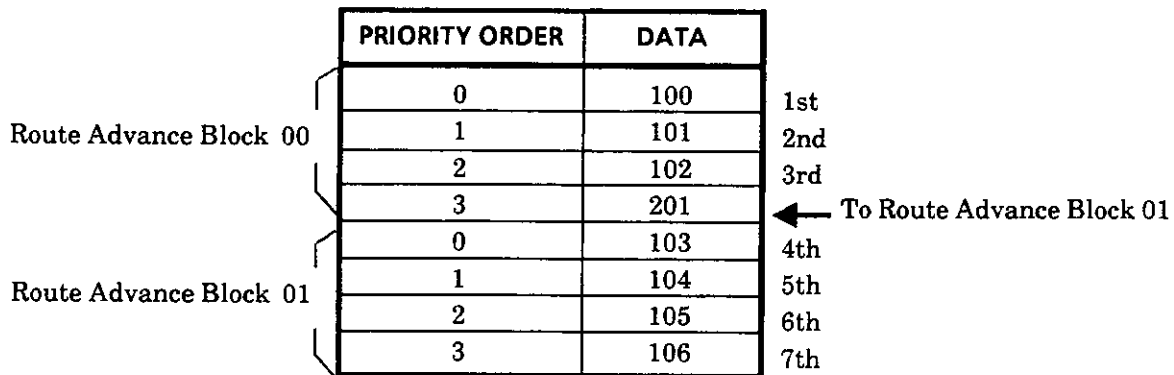 PRIORITY ORDER DATA
0 100 1st
Route Advance Block 00 1 101 2nd
2 102 3rd
3 201 To Route Advance Block 01
0 103 4th
Route Advance Block 01 1 104 5th
2 105 6th
3 106 7th